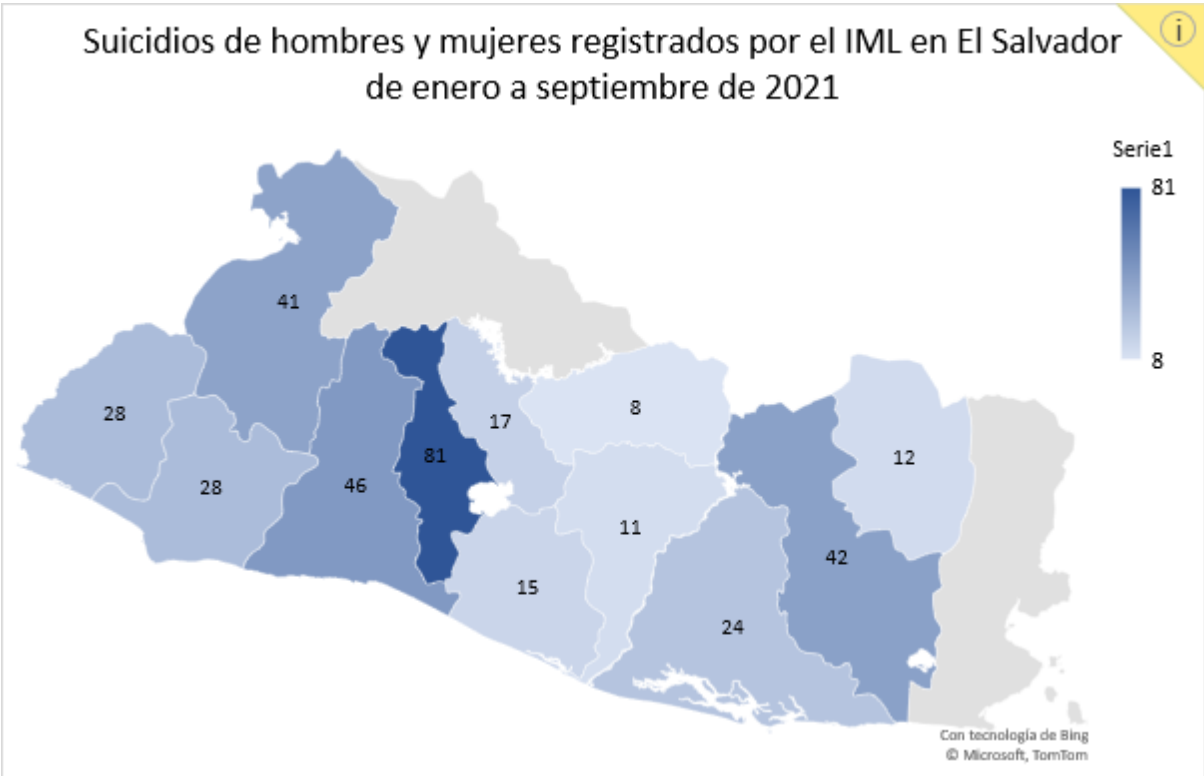 Suicidios de hombres y mujeres registrados por el IML en El Salvador
de enero a septiembre de 2021
i
Serie1
81
8
41
28
28
46
81
17
8
12
11
15
42
24
Con tecnología de Bing
© Microsoft, TomTom